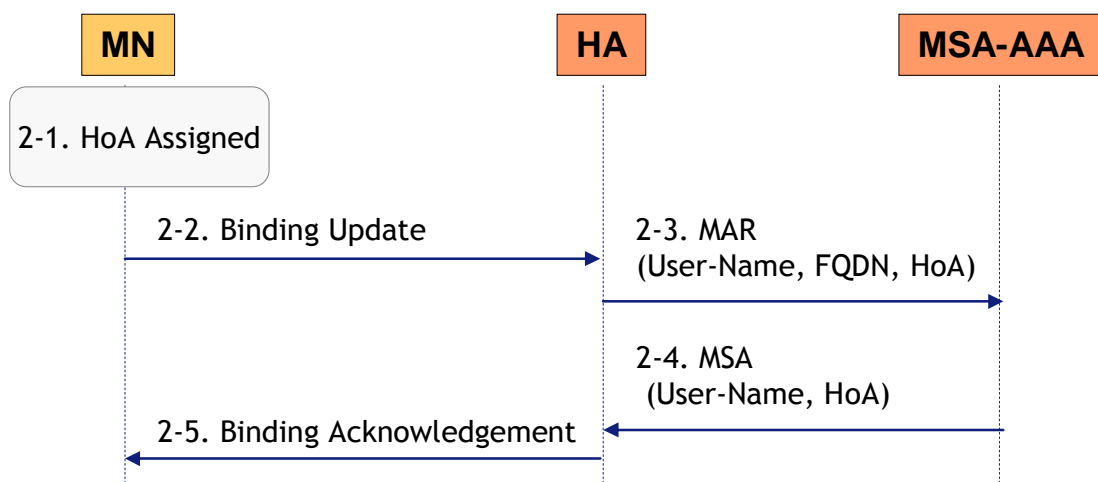 MN
HA
MSA-AAA
2-1. HoA Assigned
2-2. Binding Update
2-3. MAR
(User-Name, FQDN, HoA)
2-4. MSA
(User-Name, HoA)
2-5. Binding Acknowledgement